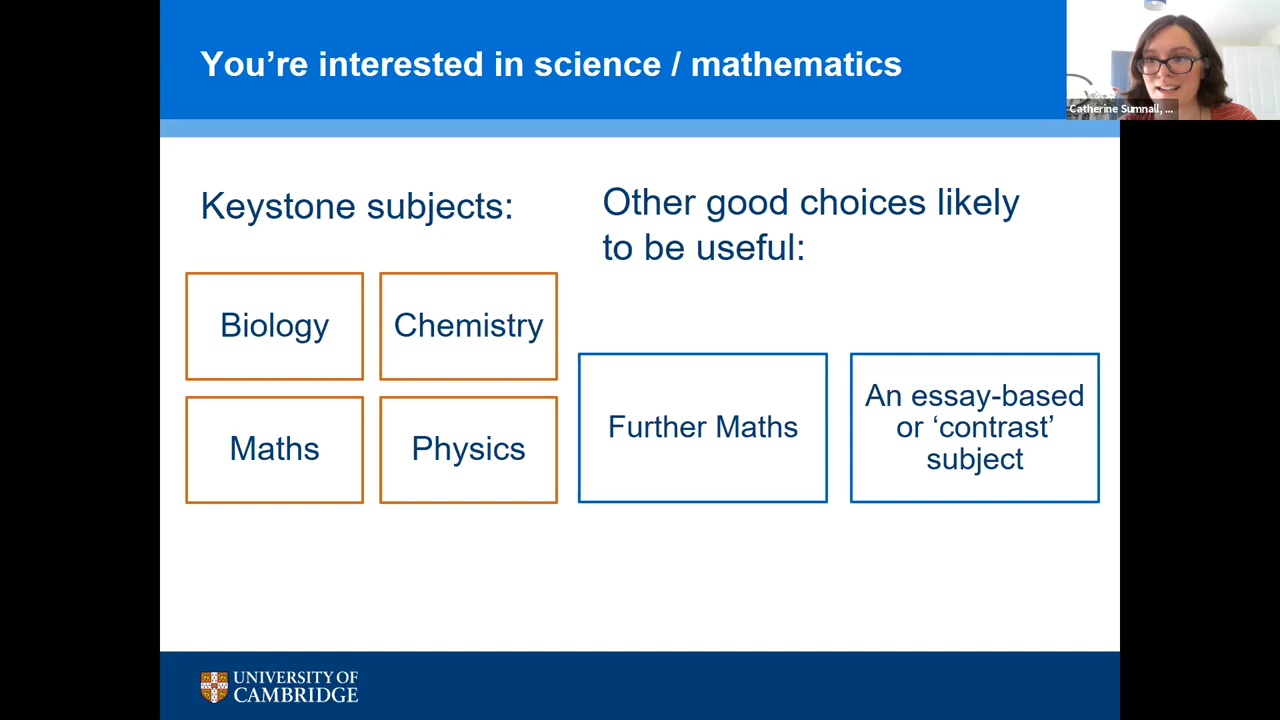 You’re interested in science / mathematics
Catherine Sumnall, ...
Keystone subjects:
Biology
Chemistry
Maths
Physics
Other good choices likely
to be useful:
Further Maths
An essay-based
or ‘contrast’
subject
UNIVERSITY OF
CAMBRIDGE